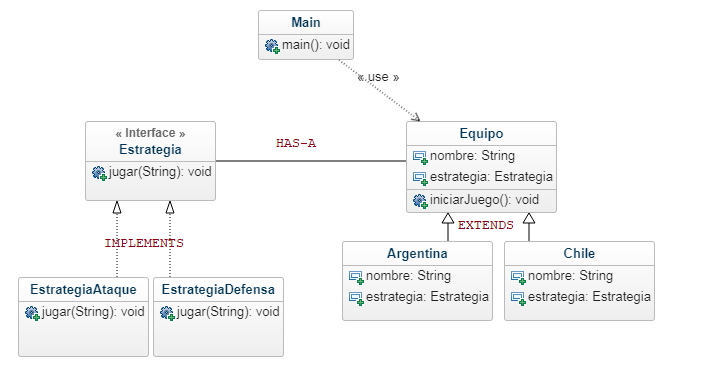 Main
main(): void
« use »
« Interface »
Estrategia
jugar(String): void
HAS-A
Equipo
nombre: String
estrategia: Estrategia
iniciarJuego(): void
IMPLEMENTS
EXTENDS
EstrategiaAtaque
jugar(String): void
EstrategiaDefensa
jugar(String): void
Argentina
nombre: String
estrategia: Estrategia
Chile
nombre: String
estrategia: Estrategia